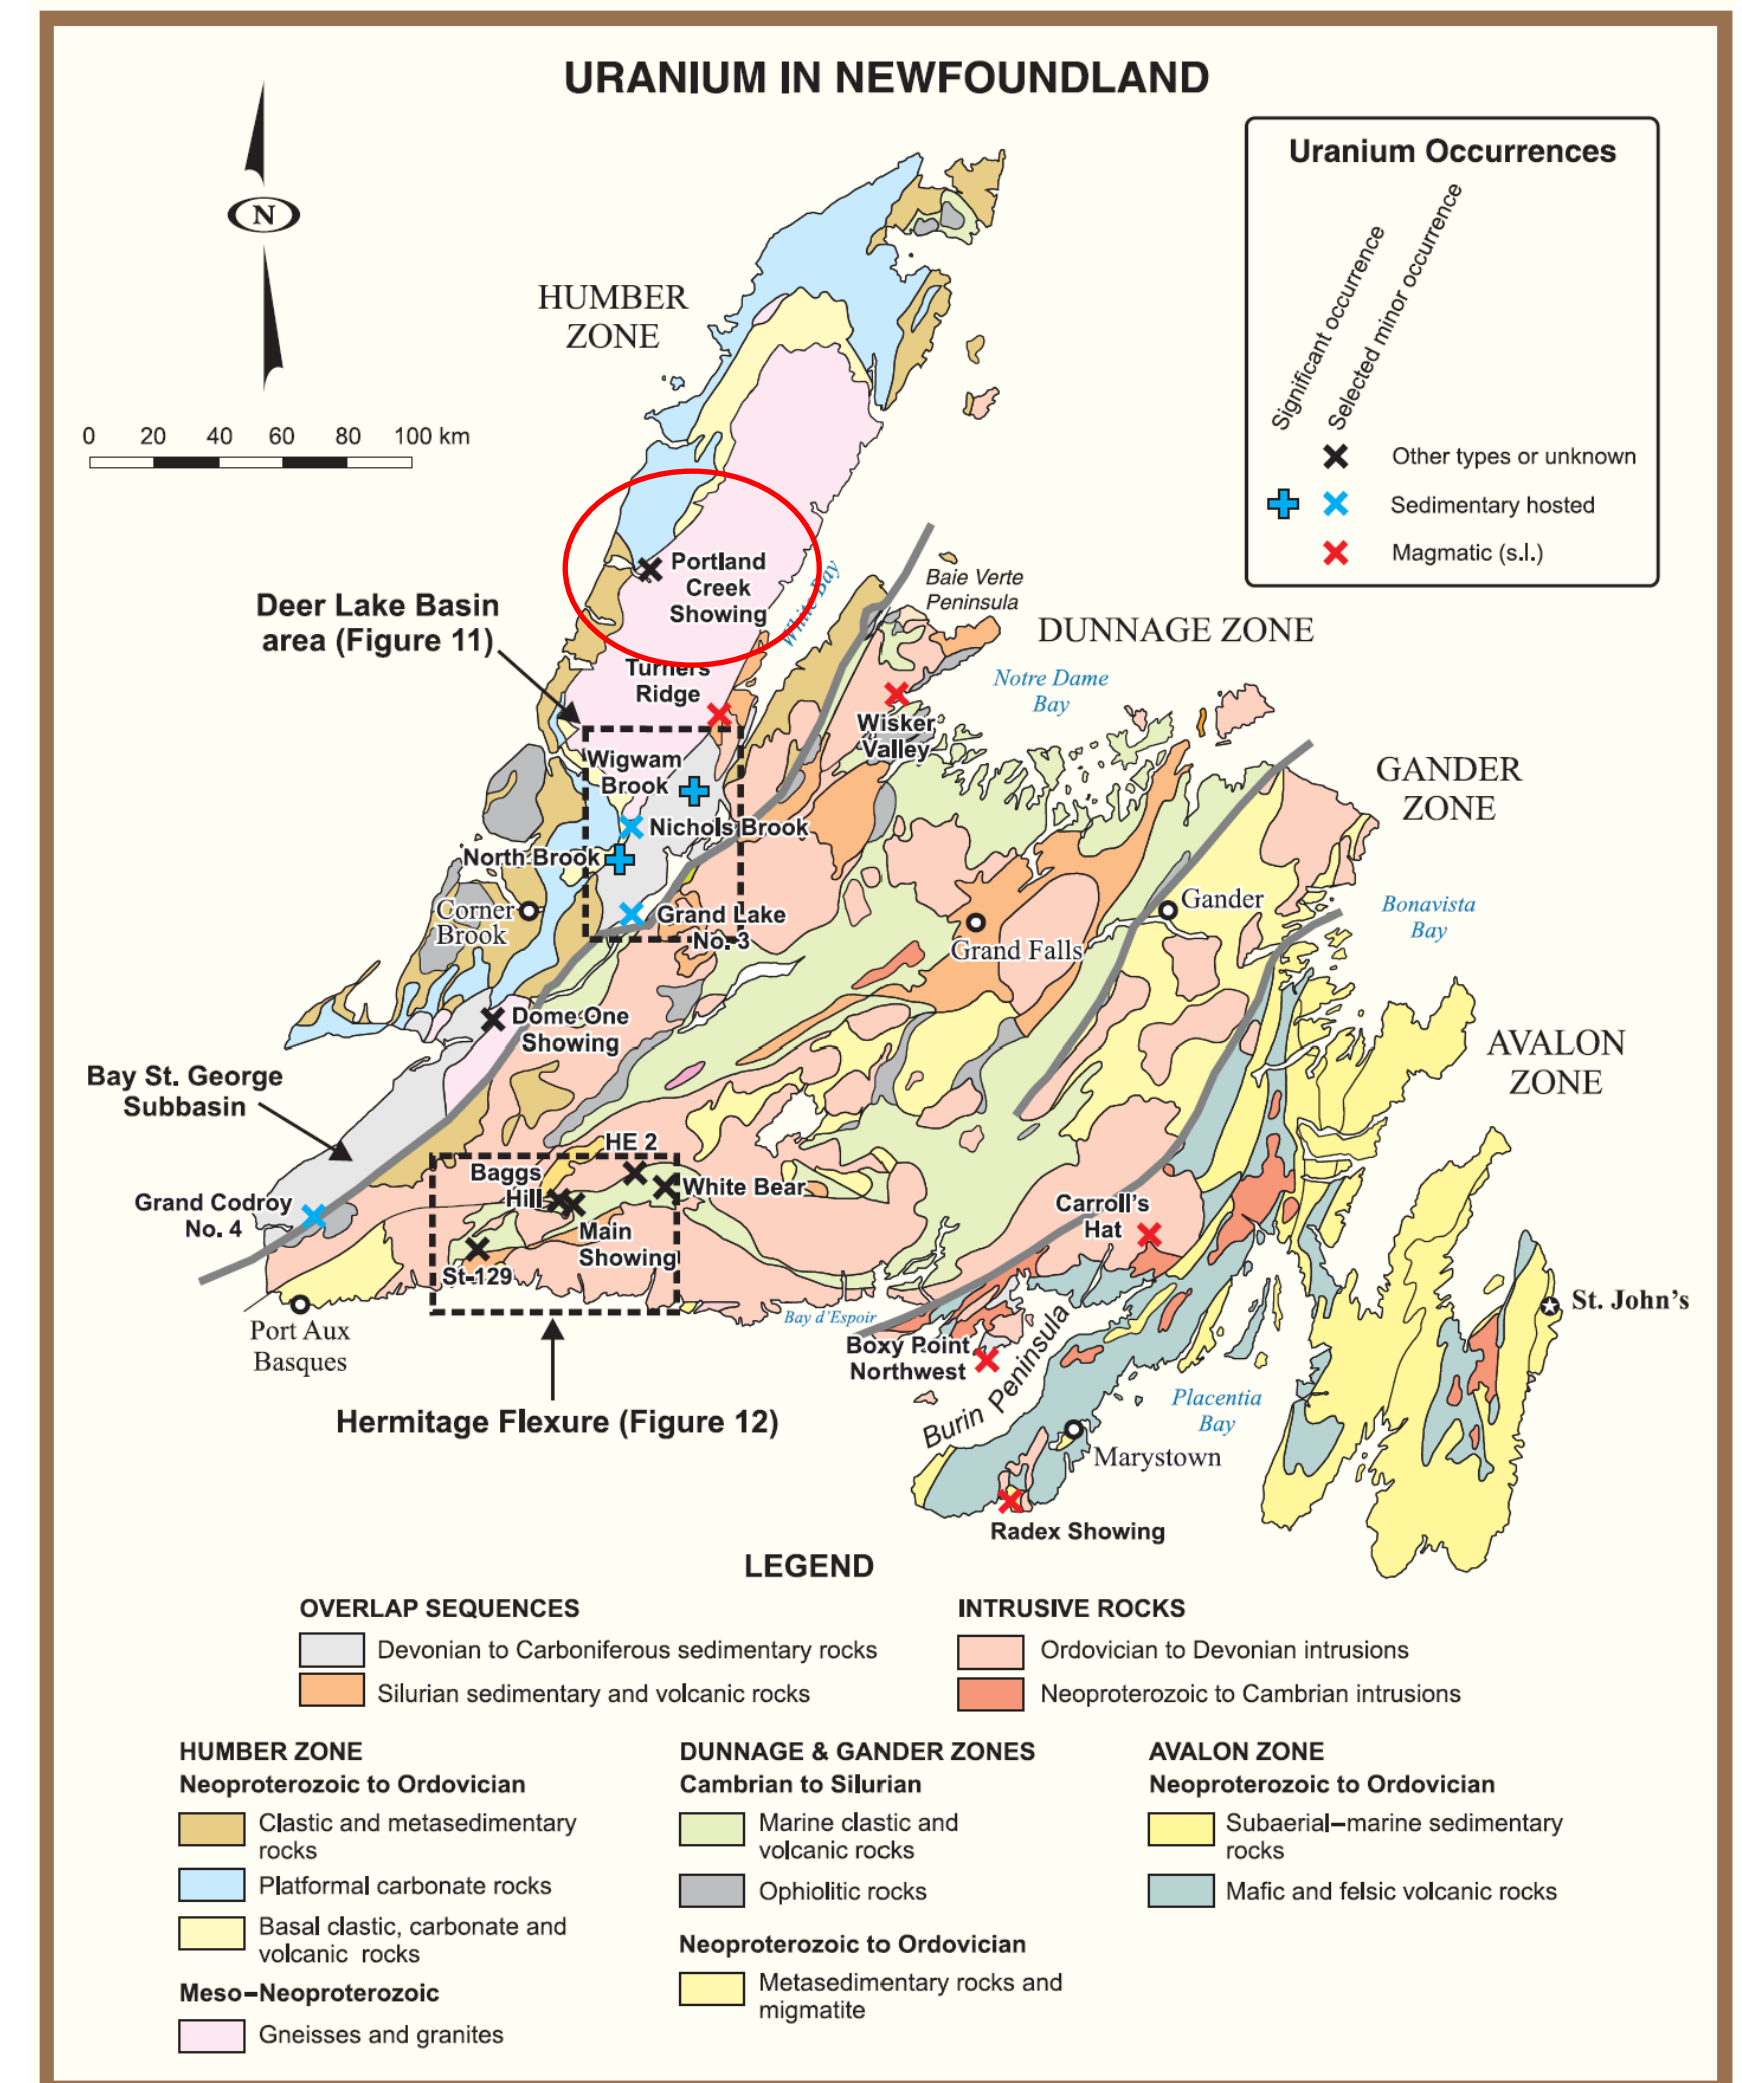 URANIUM IN NEWFOUNDLAND
N
0 20 40 60 80 100 km
Uranium Occurrences
Significant occurrence
Selected minor occurrence
Other types or unknown
Sedimentary hosted
Magmatic (s.l.)
HUMBER
ZONE
Portland
Creek
Showing
White Bay
Baie Verte
Peninsula
DUNNAGE ZONE
Deer Lake Basin
area (Figure 11)
Turners
Ridge
Notre Dame
Bay
Wisker
Valley
GANDER
ZONE
Wigwam
Brook
Nichols Brook
North Brook
Corner
Brook
Grand Lake
No. 3
Grand Falls
Gander
Bonavista
Bay
Dome One
Showing
AVALON
ZONE
Bay St. George
Subbasin
HE 2
Baggs
Hill
White Bear
Main
Showing
St-129
Grand Codroy
No. 4
Carroll's
Hat
Port Aux
Basques
Bay d'Espoir
Boxy Point
Northwest
Burin Peninsula
St. John's
Placentia
Bay
Hermitage Flexure (Figure 12)
Marystown
Radex Showing
LEGEND
OVERLAP SEQUENCES
Devonian to Carboniferous sedimentary rocks
Silurian sedimentary and volcanic rocks
INTRUSIVE ROCKS
Ordovician to Devonian intrusions
Neoproterozoic to Cambrian intrusions
HUMBER ZONE
Neoproterozoic to Ordovician
Clastic and metasedimentary
rocks
Platformal carbonate rocks
Basal clastic, carbonate and
volcanic rocks
Meso–Neoproterozoic
Gneisses and granites
DUNNAGE & GANDER ZONES
Cambrian to Silurian
Marine clastic and
volcanic rocks
Ophiolitic rocks
Neoproterozoic to Ordovician
Metasedimentary rocks and
migmatite
AVALON ZONE
Neoproterozoic to Ordovician
Subaerial–marine sedimentary
rocks
Mafic and felsic volcanic rocks